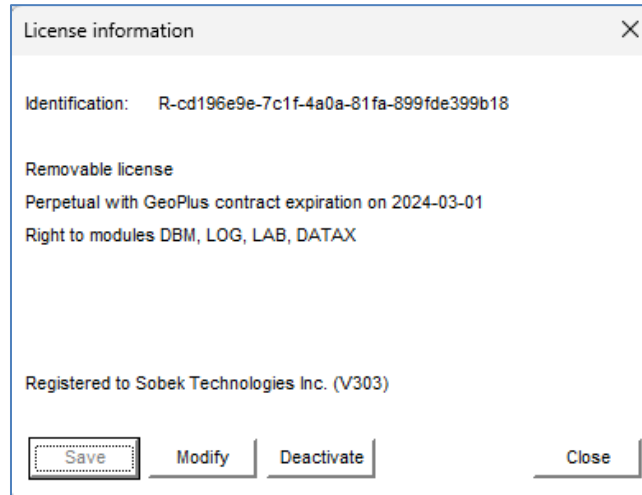 License information
Identification: R-cd196e9e-7c1f-4a0a-81fa-899fde399b18
Removable license
Perpetual with GeoPlus contract expiration on 2024-03-01
Right to modules DBM, LOG, LAB, DATAX
Registered to Sobek Technologies Inc. (V303)
Save Modify Deactivate Close